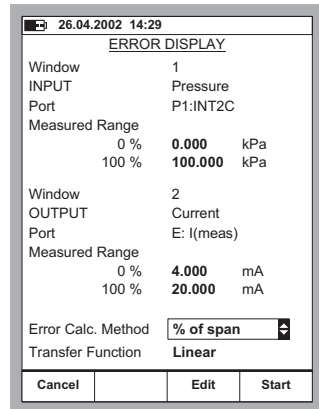 26.04.2002 14:29
ERROR DISPLAY
Window 1
INPUT Pressure
Port P1:INT2C
Measured Range
0 % 0.000 kPa
100 % 100.000 kPa
Window 2
OUTPUT Current
Port E: I(meas)
Measured Range
0 % 4.000 mA
100 % 20.000 mA
Error Calc. Method % of span
Transfer Function Linear
Cancel Edit Start